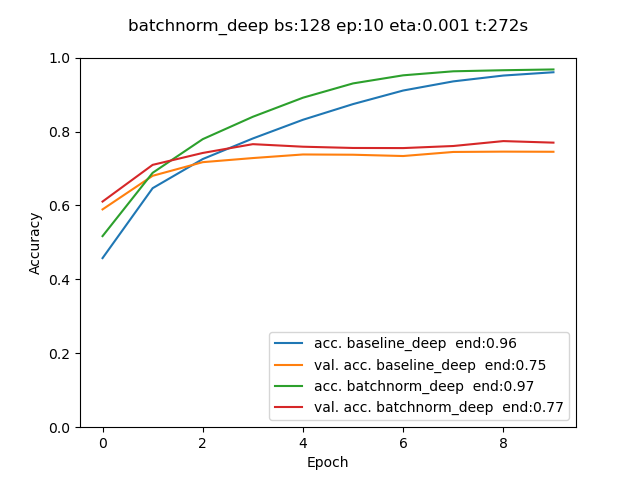 batchnorm_deep bs:128 ep:10 eta:0.001 t:272s
1.0
0.8
0.6
0.4
0.2
0.0
Accuracy
acc. baseline_deep end:0.96
val. acc. baseline_deep end:0.75
acc. batchnorm_deep end:0.97
val. acc. batchnorm_deep end:0.77
0 2 4 6 8
Epoch